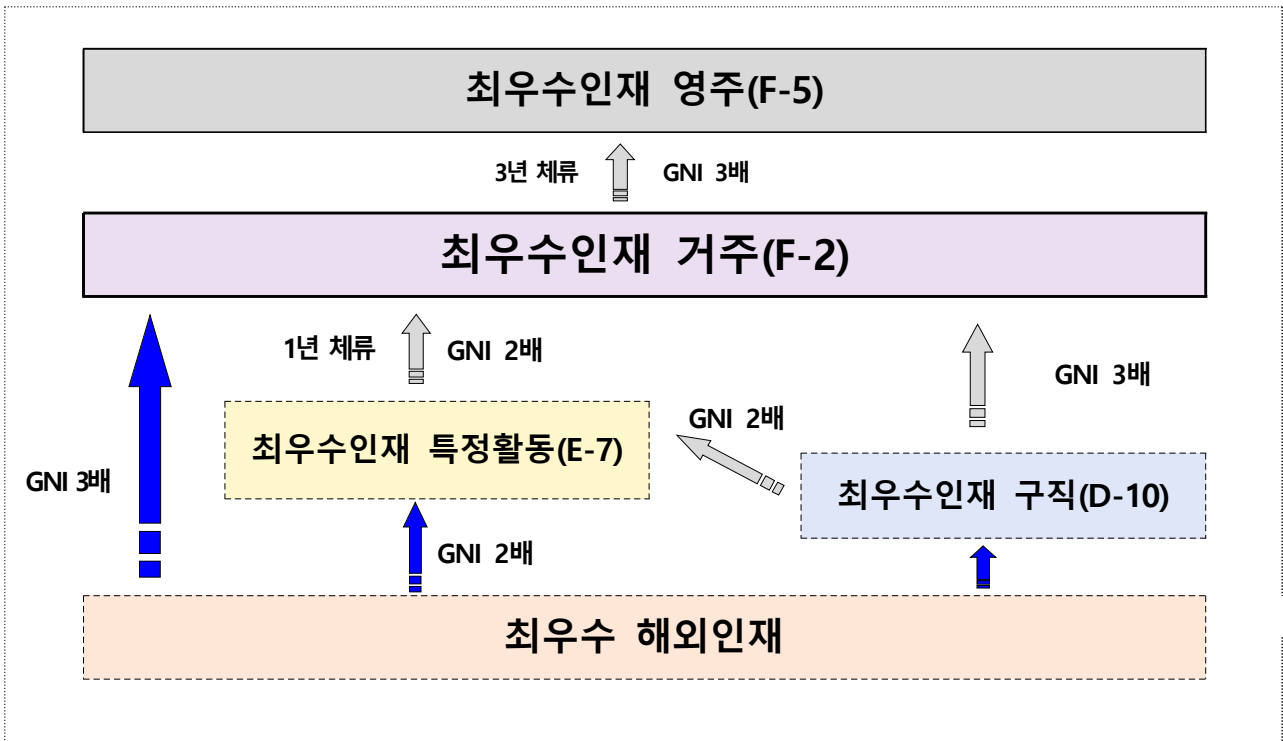 최우수인재 영주(F-5)
3년 체류 GNI 3배
최우수인재 거주(F-2)
1년 체류 GNI 2배
GNI 3배
GNI 2배
최우수인재 특정활동(E-7)
GNI 3배
최우수인재 구직(D-10)
GNI 2배
최우수 해외인재